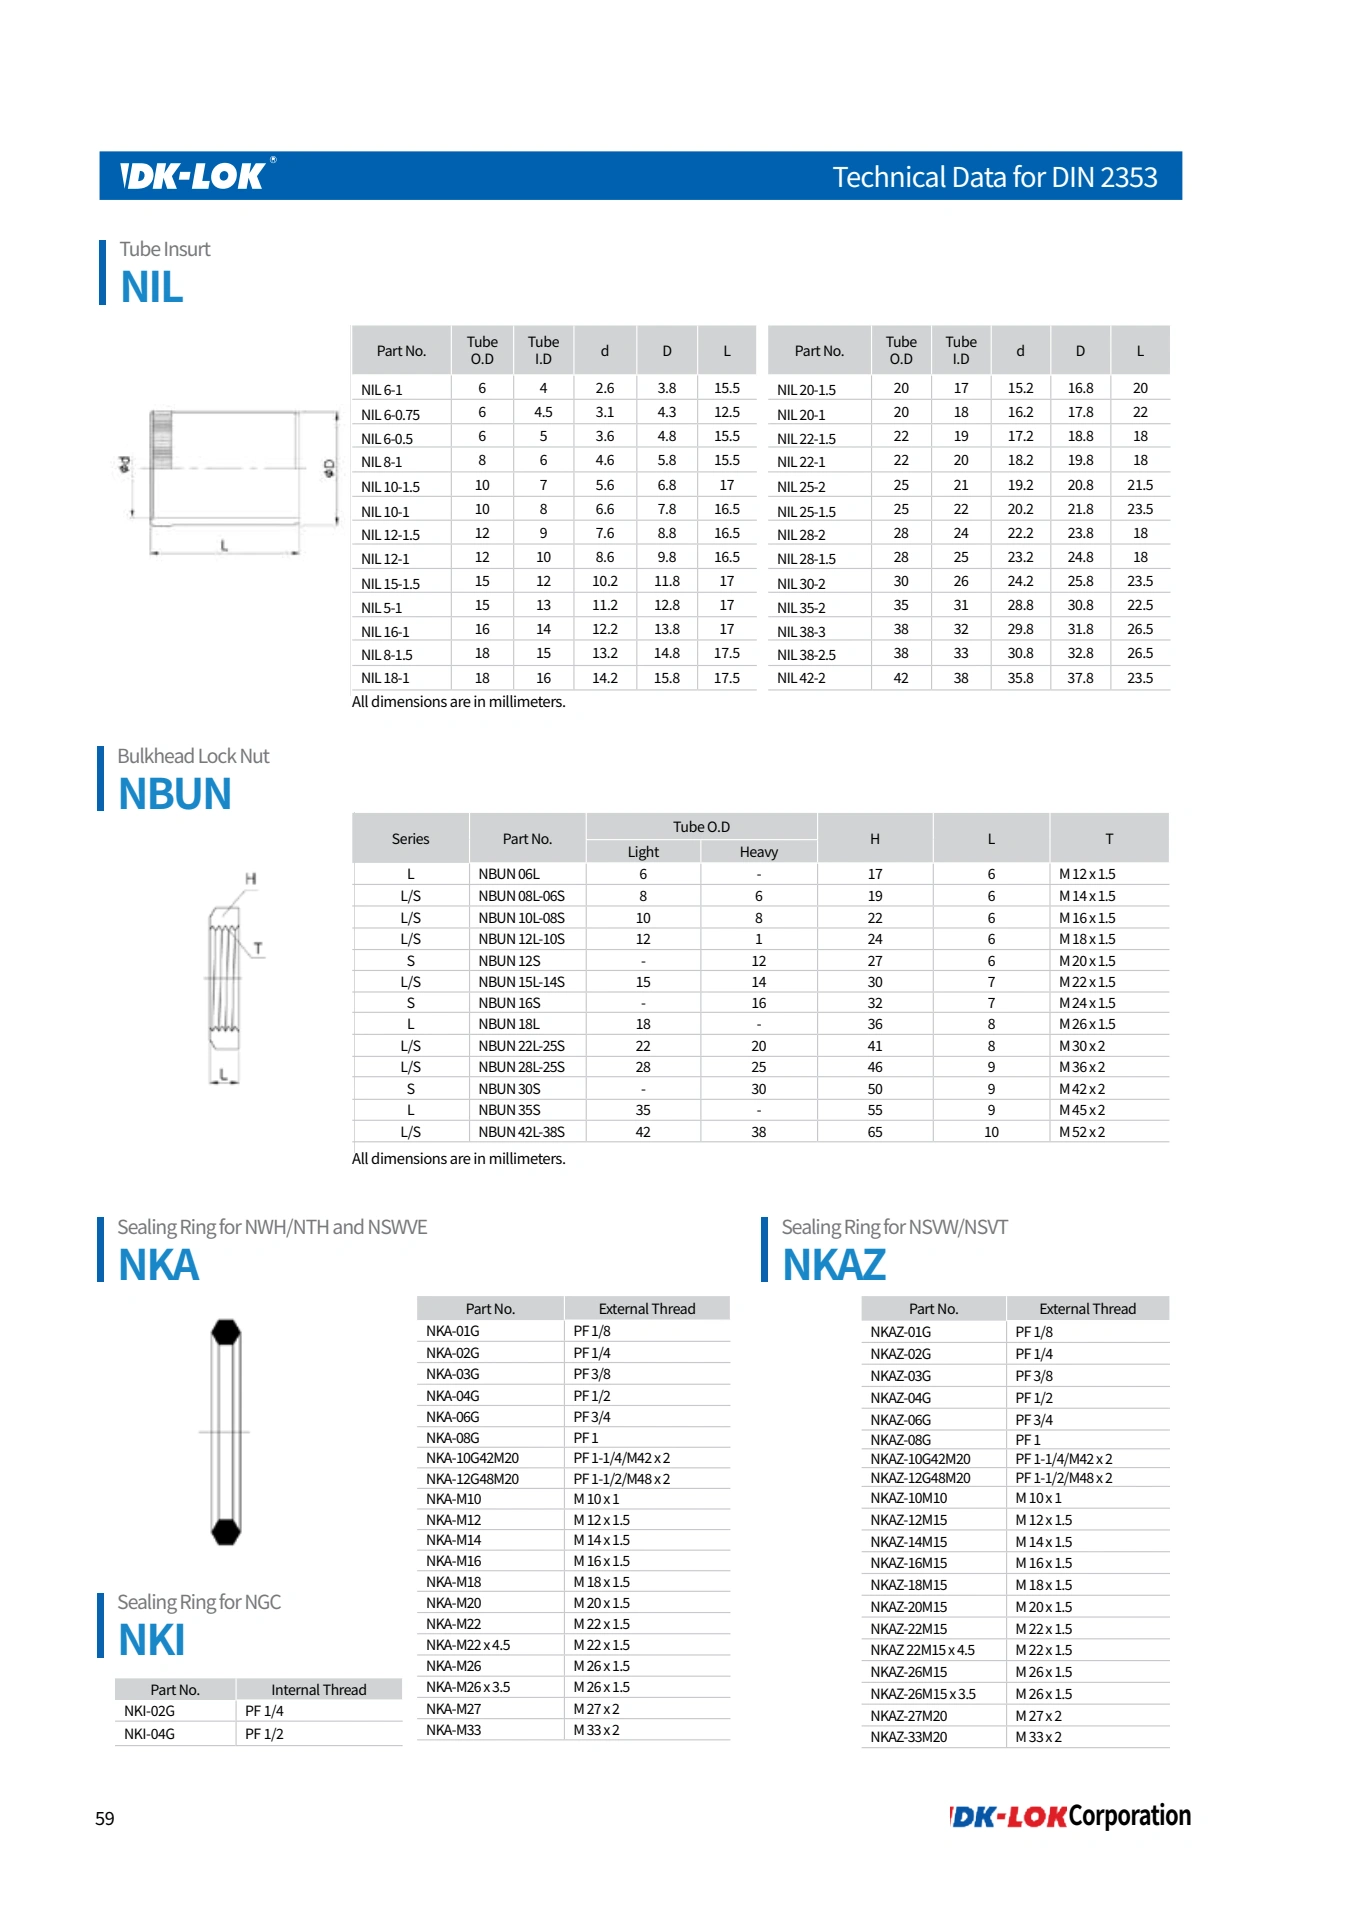 DK-LOK®
Technical Data for DIN 2353
Tube Insurt
NIL
Part No. Tube O.D Tube I.D d D L
NIL 6-1 6 4 2.6 3.8 15.5
NIL 6-0.75 6 4.5 3.1 4.3 12.5
NIL 6-0.5 6 5 3.6 4.8 15.5
NIL 8-1 8 6 4.6 5.8 15.5
NIL 10-1.5 10 7 5.6 6.8 17
NIL 10-1 10 8 6.6 7.8 16.5
NIL 12-1.5 12 9 7.6 8.8 16.5
NIL 12-1 12 10 8.6 9.8 16.5
NIL 15-1.5 15 12 10.2 11.8 17
NIL 5-1 15 13 11.2 12.8 17
NIL 16-1 16 14 12.2 13.8 17
NIL 8-1.5 18 15 13.2 14.8 17.5
NIL 18-1 18 16 14.2 15.8 17.5
Part No. Tube O.D Tube I.D d D L
NIL 20-1.5 20 17 15.2 16.8 20
NIL 20-1 20 18 16.2 17.8 22
NIL 22-1.5 22 19 17.2 18.8 18
NIL 22-1 22 20 18.2 19.8 18
NIL 25-2 25 21 19.2 20.8 21.5
NIL 25-1.5 25 22 20.2 21.8 23.5
NIL 28-2 28 24 22.2 23.8 18
NIL 28-1.5 28 25 23.2 24.8 18
NIL 30-2 30 26 24.2 25.8 23.5
NIL 35-2 35 31 28.8 30.8 22.5
NIL 38-3 38 32 29.8 31.8 26.5
NIL 38-2.5 38 33 30.8 32.8 26.5
NIL 42-2 42 38 35.8 37.8 23.5
ød
øD
L
All dimensions are in millimeters.
Bulkhead Lock Nut
NBUN
H
T
L
Series Part No. Tube O.D H L T
Light Heavy
L NBUN 06L 6 - 17 6 M 12 x 1.5
L/S NBUN 08L-06S 8 6 19 6 M 14 x 1.5
L/S NBUN 10L-08S 10 8 22 6 M 16 x 1.5
L/S NBUN 12L-10S 12 1 24 6 M 18 x 1.5
S NBUN 12S - 12 27 6 M 20 x 1.5
L/S NBUN 15L-14S 15 14 30 7 M 22 x 1.5
S NBUN 16S - 16 32 7 M 24 x 1.5
L NBUN 18L 18 - 36 8 M 26 x 1.5
L/S NBUN 22L-25S 22 20 41 8 M 30 x 2
L/S NBUN 28L-25S 28 25 46 9 M 36 x 2
S NBUN 30S - 30 50 9 M 42 x 2
L NBUN 35S 35 - 55 9 M 45 x 2
L/S NBUN 42L-38S 42 38 65 10 M 52 x 2
All dimensions are in millimeters.
Sealing Ring for NWH/NTH and NSWVE
NKA
Part No. External Thread
NKA-01G PF 1/8
NKA-02G PF 1/4
NKA-03G PF 3/8
NKA-04G PF 1/2
NKA-06G PF 3/4
NKA-08G PF 1
NKA-10G42M20 PF 1-1/4/M42 x 2
NKA-12G48M20 PF 1-1/2/M48 x 2
NKA-M10 M 10 x 1
NKA-M12 M 12 x 1.5
NKA-M14 M 14 x 1.5
NKA-M16 M 16 x 1.5
NKA-M18 M 18 x 1.5
NKA-M20 M 20 x 1.5
NKA-M22 M 22 x 1.5
NKA-M22 x 4.5 M 22 x 1.5
NKA-M26 M 26 x 1.5
NKA-M26 x 3.5 M 26 x 1.5
NKA-M27 M 27 x 2
NKA-M33 M 33 x 2
Sealing Ring for NSVW/NSVT
NKAZ
Part No. External Thread
NKAZ-01G PF 1/8
NKAZ-02G PF 1/4
NKAZ-03G PF 3/8
NKAZ-04G PF 1/2
NKAZ-06G PF 3/4
NKAZ-08G PF 1
NKAZ-10G42M20 PF 1-1/4/M42 x 2
NKAZ-12G48M20 PF 1-1/2/M48 x 2
NKAZ-10M10 M 10 x 1
NKAZ-12M15 M 12 x 1.5
NKAZ-14M15 M 14 x 1.5
NKAZ-16M15 M 16 x 1.5
NKAZ-18M15 M 18 x 1.5
NKAZ-20M15 M 20 x 1.5
NKAZ-22M15 M 22 x 1.5
NKAZ 22M15 x 4.5 M 22 x 1.5
NKAZ-26M15 M 26 x 1.5
NKAZ-26M15 x 3.5 M 26 x 1.5
NKAZ-27M20 M 27 x 2
NKAZ-33M20 M 33 x 2
Sealing Ring for NGC
NKI
Part No. Internal Thread
NKI-02G PF 1/4
NKI-04G PF 1/2
59
DK-LOK Corporation